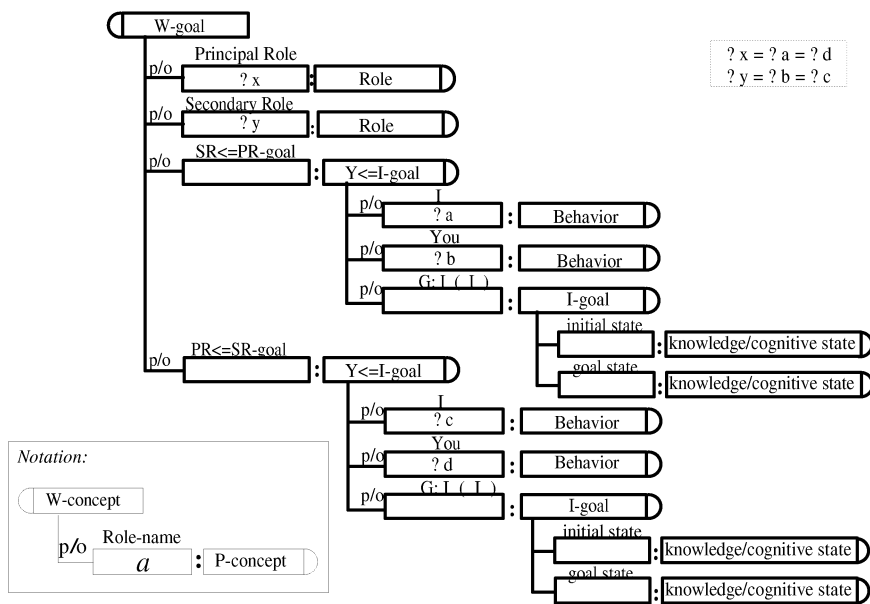 W-goal
Principal Role
p/o ? x : Role
Secondary Role
p/o ? y : Role
SR<=PR-goal
p/o : Y<=I-goal
I
p/o ? a : Behavior
You
p/o ? b : Behavior
G: I ( I )
p/o : I-goal
initial state
: knowledge/cognitive state
goal state
: knowledge/cognitive state
PR<=SR-goal
p/o : Y<=I-goal
I
p/o ? c : Behavior
You
p/o ? d : Behavior
G: I ( I )
p/o : I-goal
initial state
: knowledge/cognitive state
goal state
: knowledge/cognitive state
? x = ? a = ? d
? y = ? b = ? c
Notation:
W-concept
Role-name
p/o a : P-concept